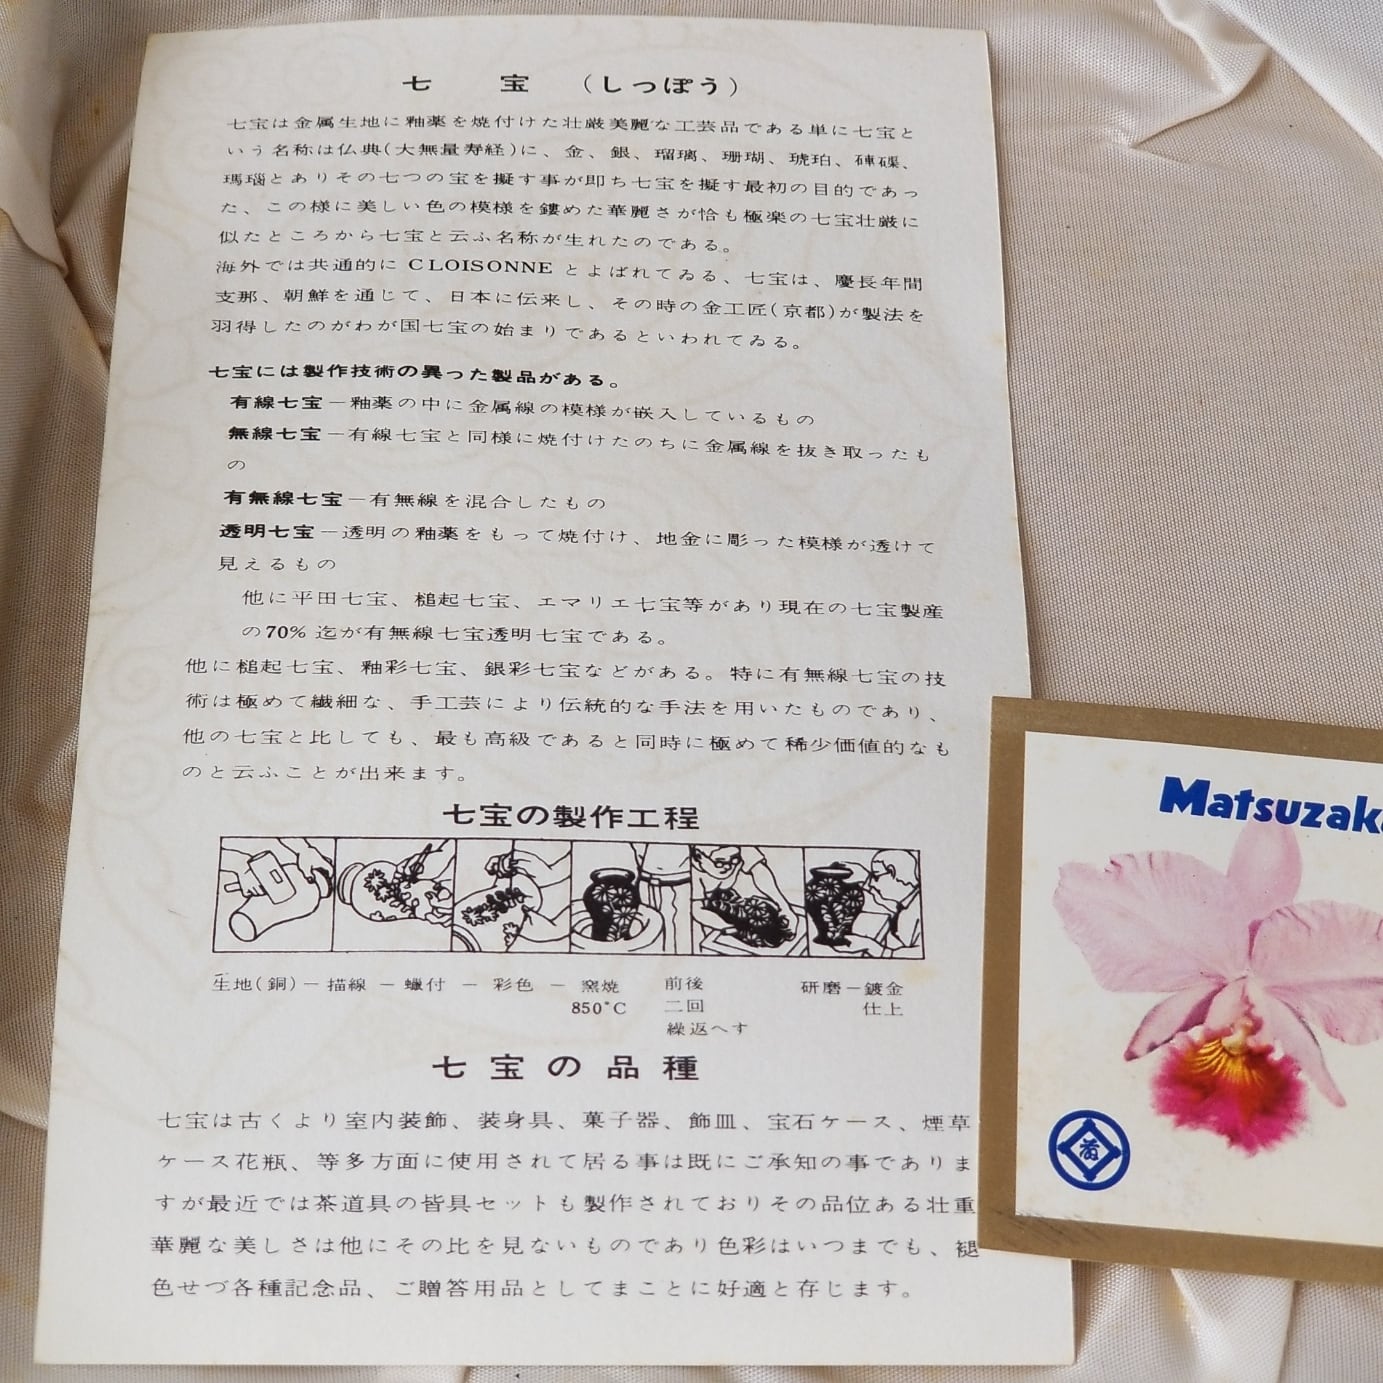 七 宝 （しっぽう）
七宝は金属生地に釉薬を焼付けた壮厳美麗な工芸品である単に七宝と
いう名称は仏典(大無量寿経)に、金、銀、瑠璃、珊瑚、琥珀、硨磲、
瑪瑙とありその七つの宝を擬す事が即ち七宝を擬す最初の目的であっ
た、この様に美しい色の模様を鏤めた華麗さが恰も極楽の七宝壮厳に
似たところから七宝と云ふ名称が生れたのである。
海外では共通的に CLOISONNE とよばれてゐる、七宝は、慶長年間
支那、朝鮮を通じて、日本に伝来し、その時の金工匠(京都)が製法を
羽得したのがわが国七宝の始まりであるといわれてゐる。
七宝には製作技術の異った製品がある。
有線七宝－釉薬の中に金属線の模様が嵌入しているもの
無線七宝－有線七宝と同様に焼付けたのちに金属線を抜き取ったも
の
有無線七宝－有無線を混合したもの
透明七宝－透明の釉薬をもって焼付け、地金に彫った模様が透けて
見えるもの
他に平田七宝、槌起七宝、エマリエ七宝等があり現在の七宝製産
の70% 迄が有無線七宝透明七宝である。
他に槌起七宝、釉彩七宝、銀彩七宝などがある。特に有無線七宝の技
術は極めて繊細な、手工芸により伝統的な手法を用いたものであり、
他の七宝と比しても、最も高級であると同時に極めて稀少価値的なも
のと云ふことが出来ます。
七宝の製作工程
生地(銅)－描線 － 蠟付 － 彩色 － 窯焼 前後 研磨－鍍金
850°C 二回 仕上
繰返へす
七宝の品種
七宝は古くより室内装飾、装身具、菓子器、飾皿、宝石ケース、煙草
ケース花瓶、等多方面に使用されて居る事は既にご承知の事でありま
すが最近では茶道具の皆具セットも製作されておりその品位ある壮重
華麗な美しさは他にその比を見ないものであり色彩はいつまでも、褪
色せづ各種記念品、ご贈答用品としてまことに好適と存じます。
Matsuzaka